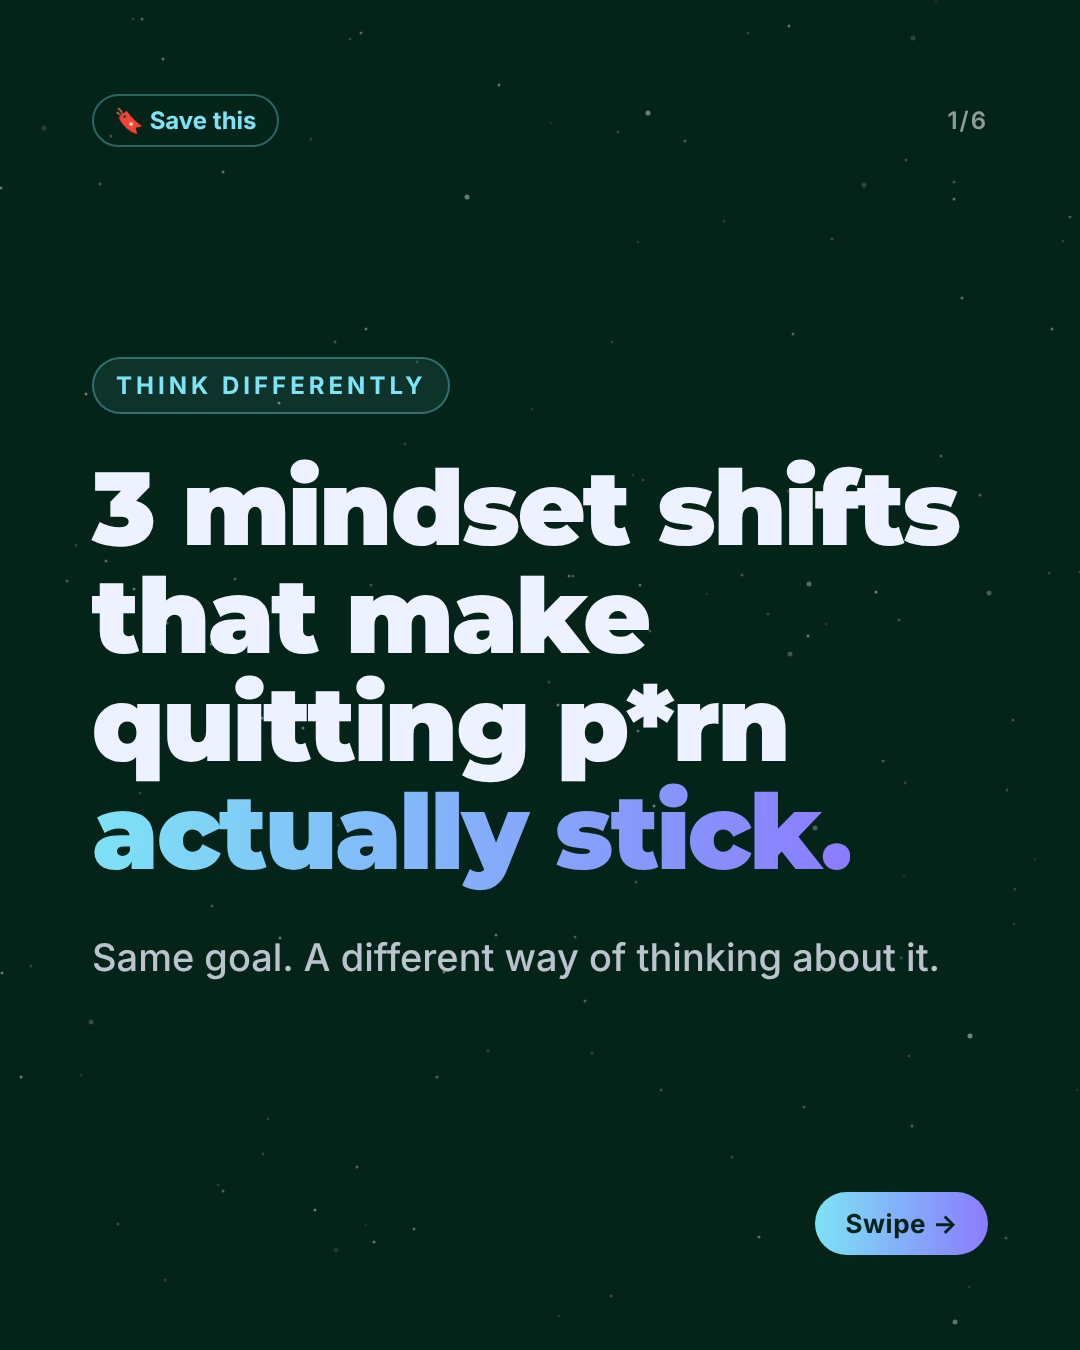 🔖 Save this
1/6
THINK DIFFERENTLY
3 mindset shifts
that make
quitting p*rn
actually stick.
Same goal. A different way of thinking about it.
Swipe →